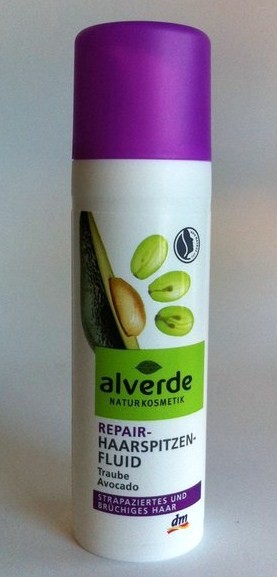 alverde
NATURKOSMETIK
REPAIR-
HAARSPITZEN-
FLUID
Traube
Avocado
STRAPAZIERTES UND
BRÜCHIGES HAAR
dm